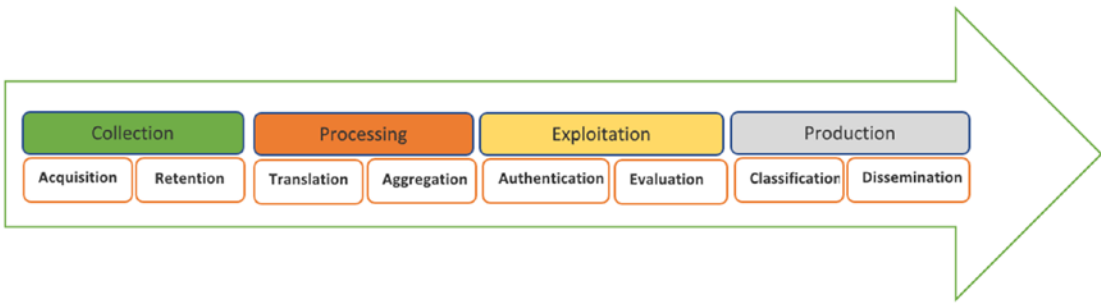 Collection
Processing
Exploitation
Production
Acquisition
Retention
Translation
Aggregation
Authentication
Evaluation
Classification
Dissemination